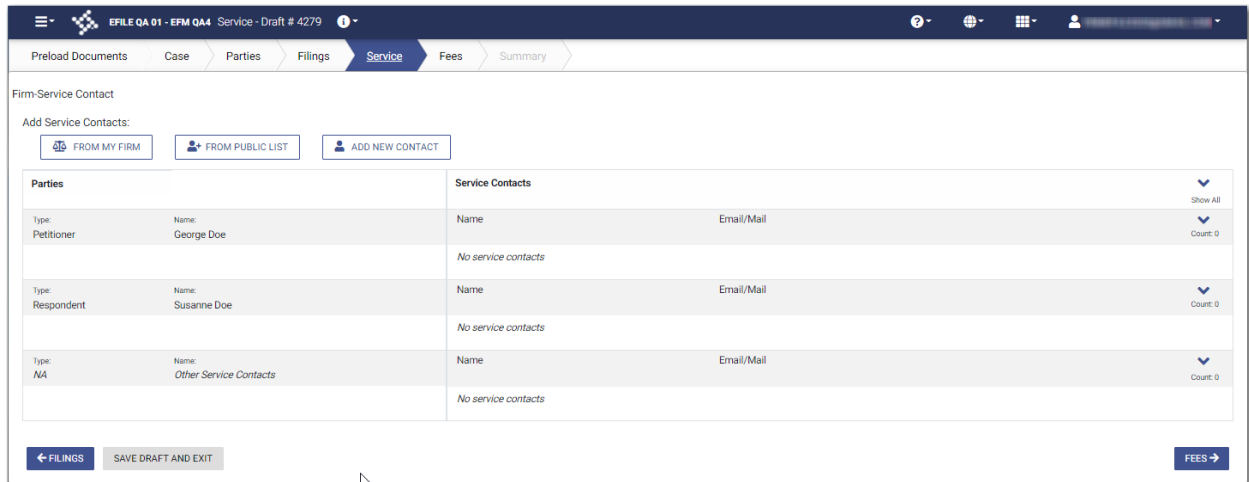 EFILE QA 01 - EFM QA4 Service - Draft # 4279
Preload Documents Case Parties Filings Service Fees Summary
Firm-Service Contact
Add Service Contacts:
FROM MY FIRM FROM PUBLIC LIST ADD NEW CONTACT
Parties Service Contacts
Show All
Type: Name: Name Email/Mail
Petitioner George Doe Count: 0
No service contacts
Type: Name: Name Email/Mail
Respondent Susanne Doe Count: 0
No service contacts
Type: Name: Name Email/Mail
NA Other Service Contacts Count: 0
No service contacts
FILINGS SAVE DRAFT AND EXIT FEES